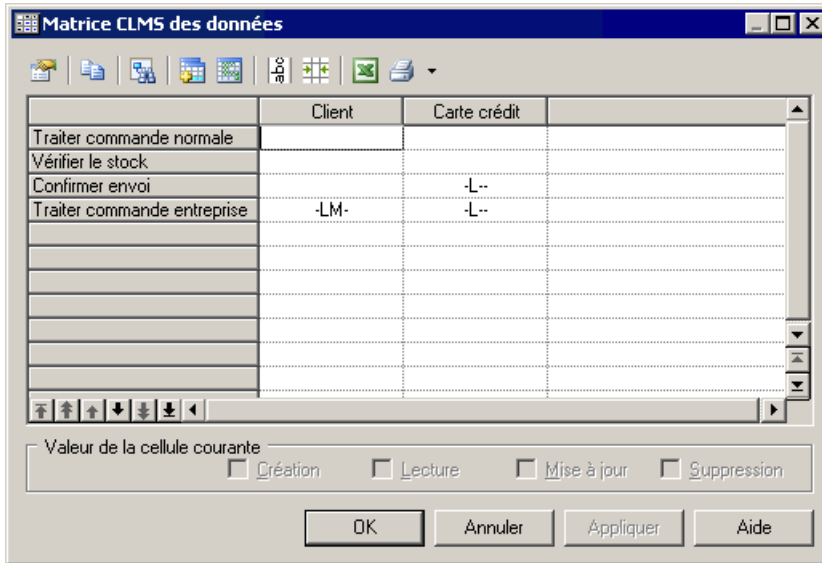 Matrice CLMS des données
abc
Client Carte crédit
Traiter commande normale
Vérifier le stock
Confirmer envoi -L--
Traiter commande entreprise -LM- -L--
Valeur de la cellule courante
Création Lecture Mise à jour Suppression
OK Annuler Appliquer Aide